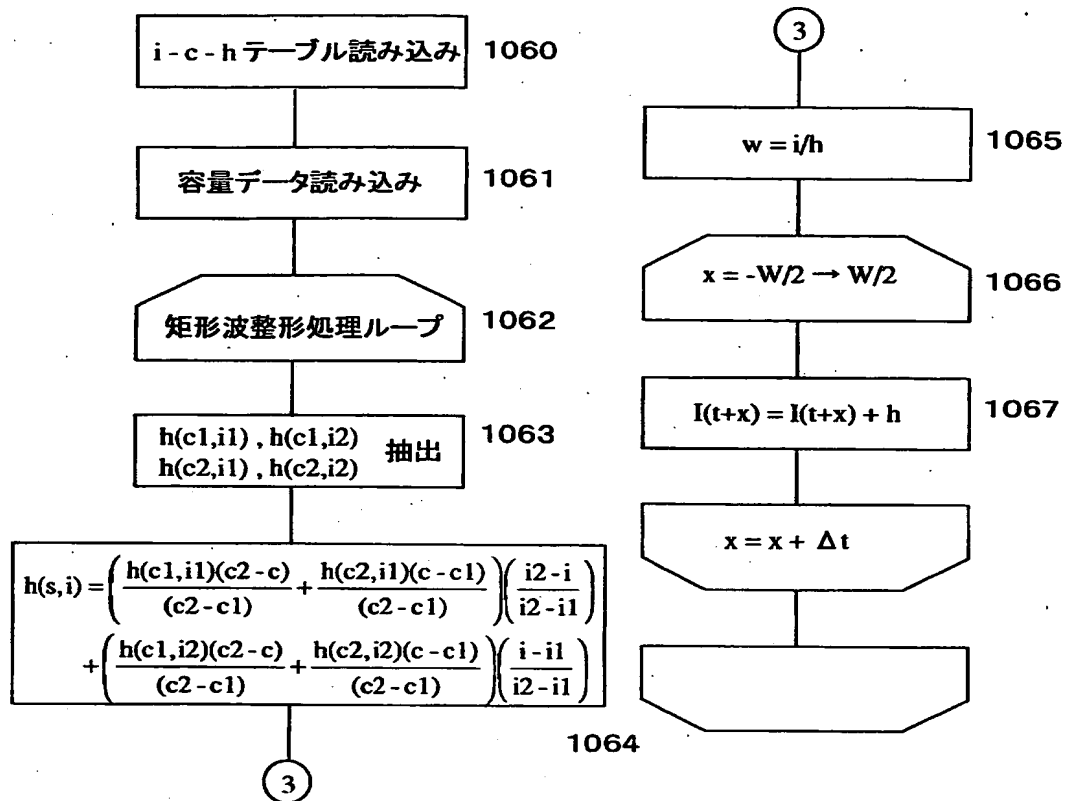 i - c - h テーブル読み込み 1060
容量データ読み込み 1061
矩形波整形処理ループ 1062
h(c1,i1) , h(c1,i2)
h(c2,i1) , h(c2,i2)
抽出 1063
h(s,i) = ( h(c1,i1)(c2-c) / (c2-c1) + h(c2,i1)(c-c1) / (c2-c1) ) ( i2-i / i2-i1 )
+ ( h(c1,i2)(c2-c) / (c2-c1) + h(c2,i2)(c-c1) / (c2-c1) ) ( i-i1 / i2-i1 )
1064
3
3
w = i/h 1065
x = -W/2 → W/2 1066
I(t+x) = I(t+x) + h 1067
x = x + Δt